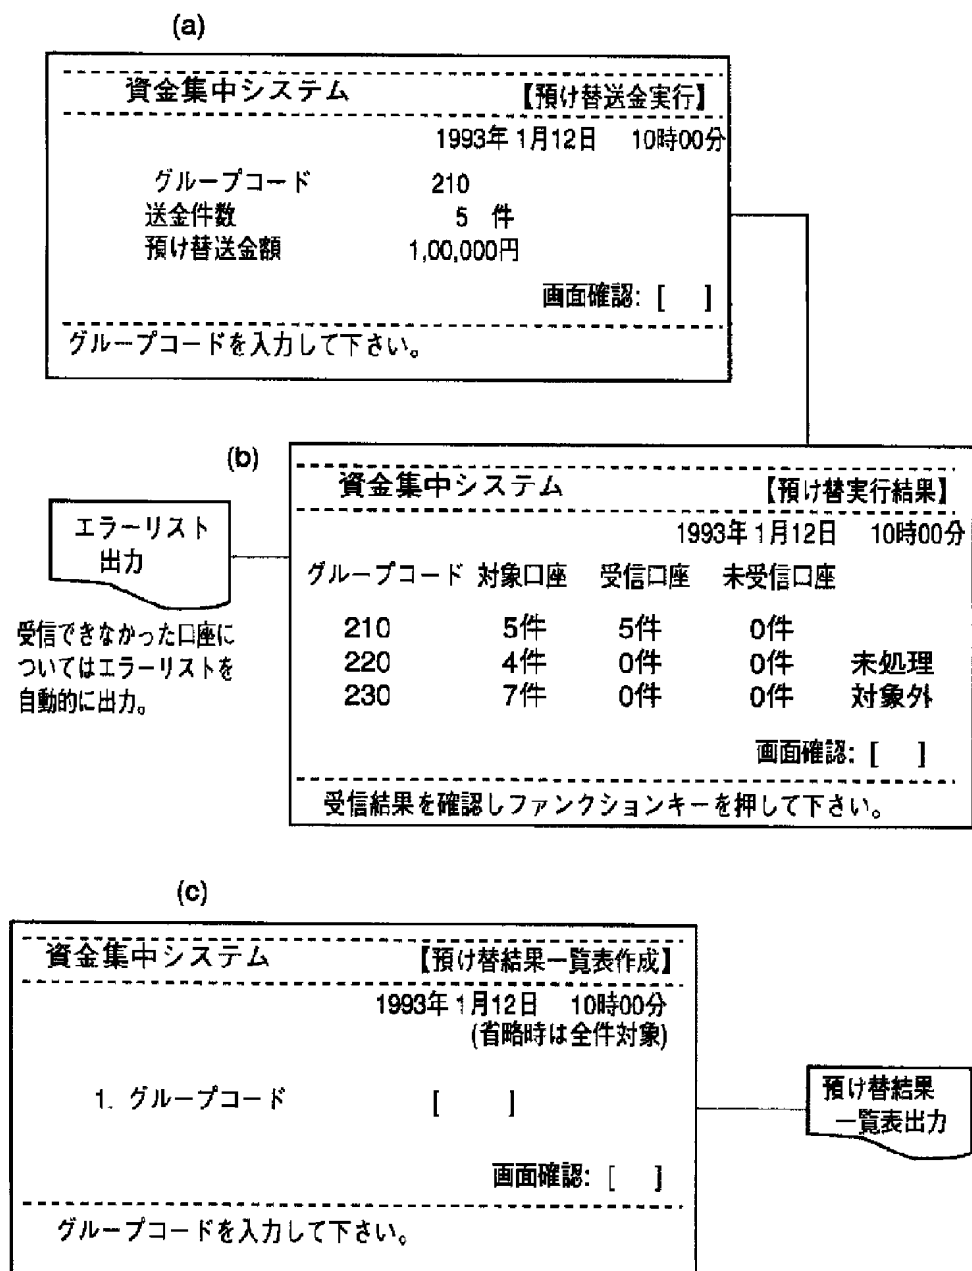 (a)
資金集中システム 【預け替送金実行】
1993年 1月12日 10時00分
グループコード 210
送金件数 5 件
預け替送金額 1,00,000円
画面確認: [ ]
グループコードを入力して下さい。
(b)
資金集中システム 【預け替実行結果】
1993年 1月12日 10時00分
グループコード 対象口座 受信口座 未受信口座
210 5件 5件 0件
220 4件 0件 0件 未処理
230 7件 0件 0件 対象外
画面確認: [ ]
受信結果を確認しファンクションキーを押して下さい。
エラーリスト
出力
受信できなかった口座に
ついてはエラーリストを
自動的に出力。
(c)
資金集中システム 【預け替結果一覧表作成】
1993年 1月12日 10時00分
(省略時は全件対象)
1. グループコード [ ]
画面確認: [ ]
グループコードを入力して下さい。
預け替結果
一覧表出力